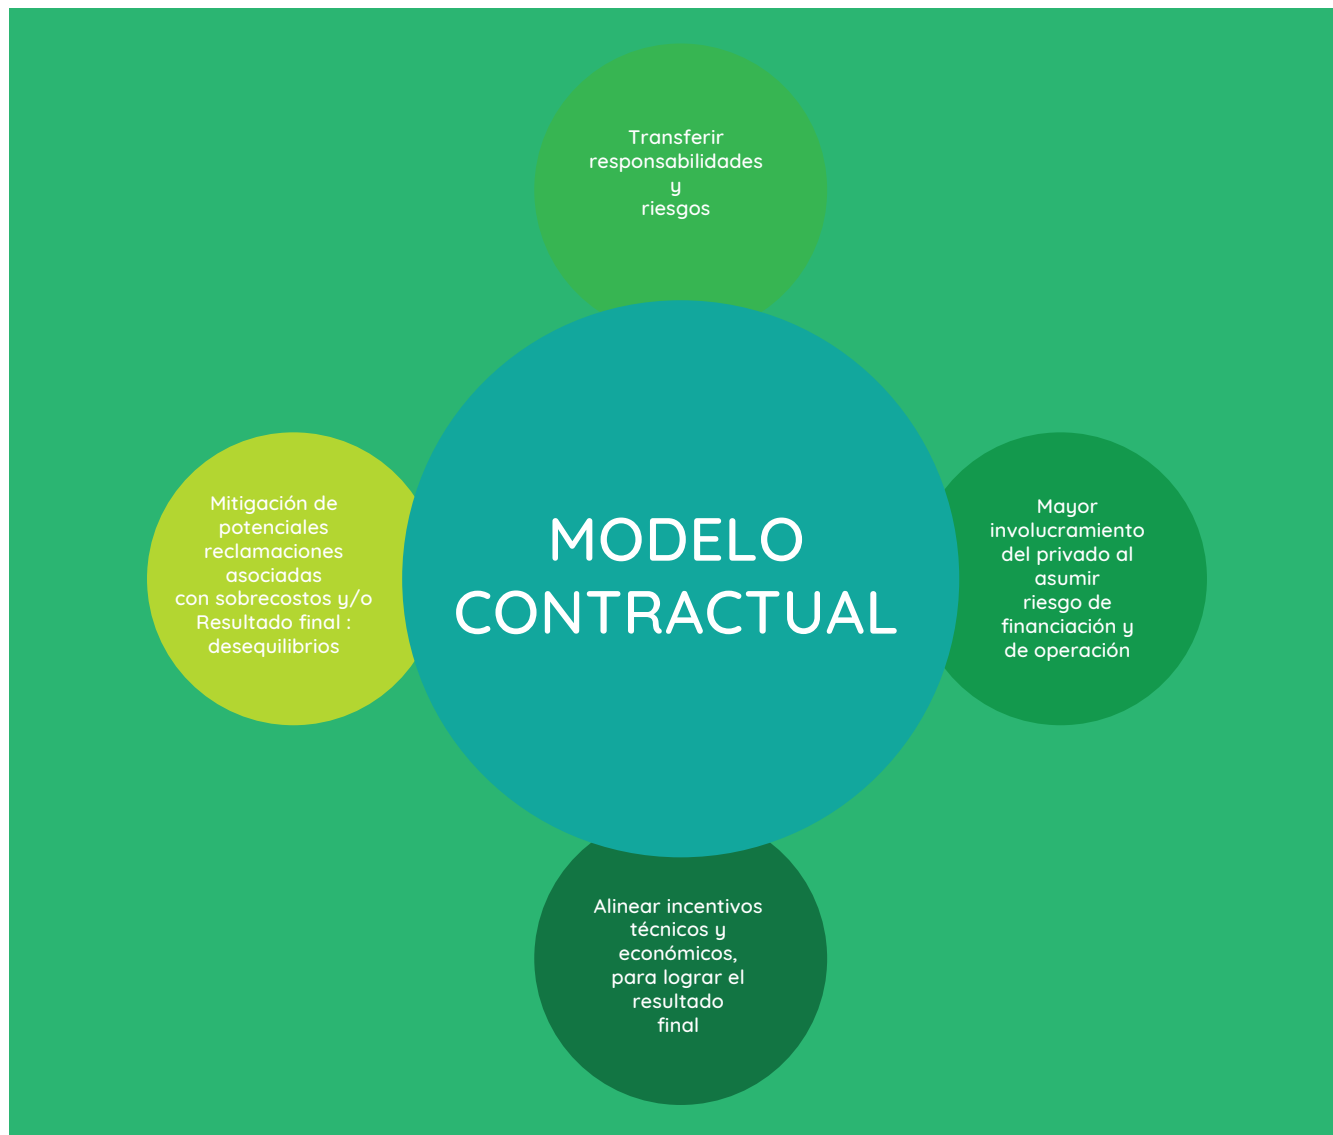 Transferir
responsabilidades
y
riesgos
Mitigación de
potenciales
reclamaciones
asociadas
con sobrecostos y/o
Resultado final :
desequilibrios
MODELO
CONTRACTUAL
Mayor
involucramiento
del privado al
asumir
riesgo de
financiación y
de operación
Alinear incentivos
técnicos y
económicos,
para lograr el
resultado
final